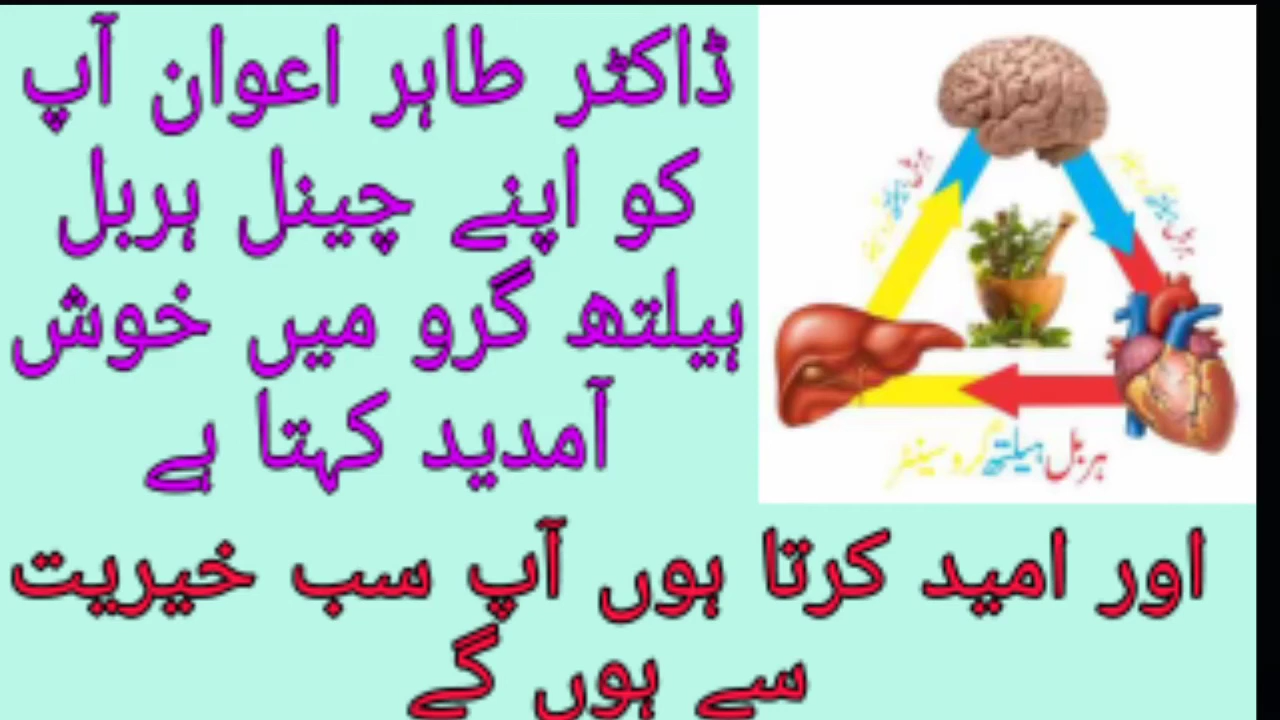 ڈاکٹر طاہر اعوان آپ
کو اپنے چینل ہربل
ہیلتھ گرو میں خوش
آمدید کہتا ہے
ہربل ہیلتھ گرو سینٹر
اور امید کرتا ہوں آپ سب خیریت
سے ہوں گے